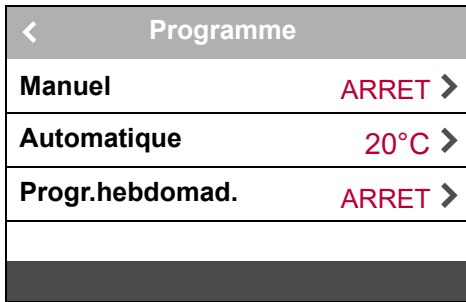 Programme
Manuel ARRET
Automatique 20°C
Progr.hebdomad. ARRET